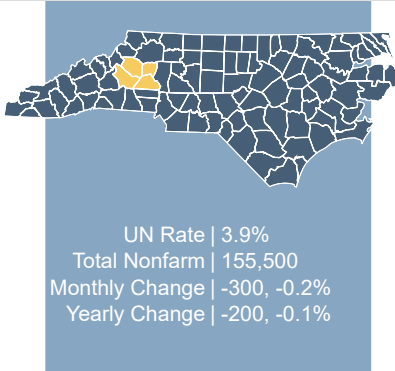 UN Rate | 3.9%
Total Nonfarm | 155,500
Monthly Change | -300, -0.2%
Yearly Change | -200, -0.1%